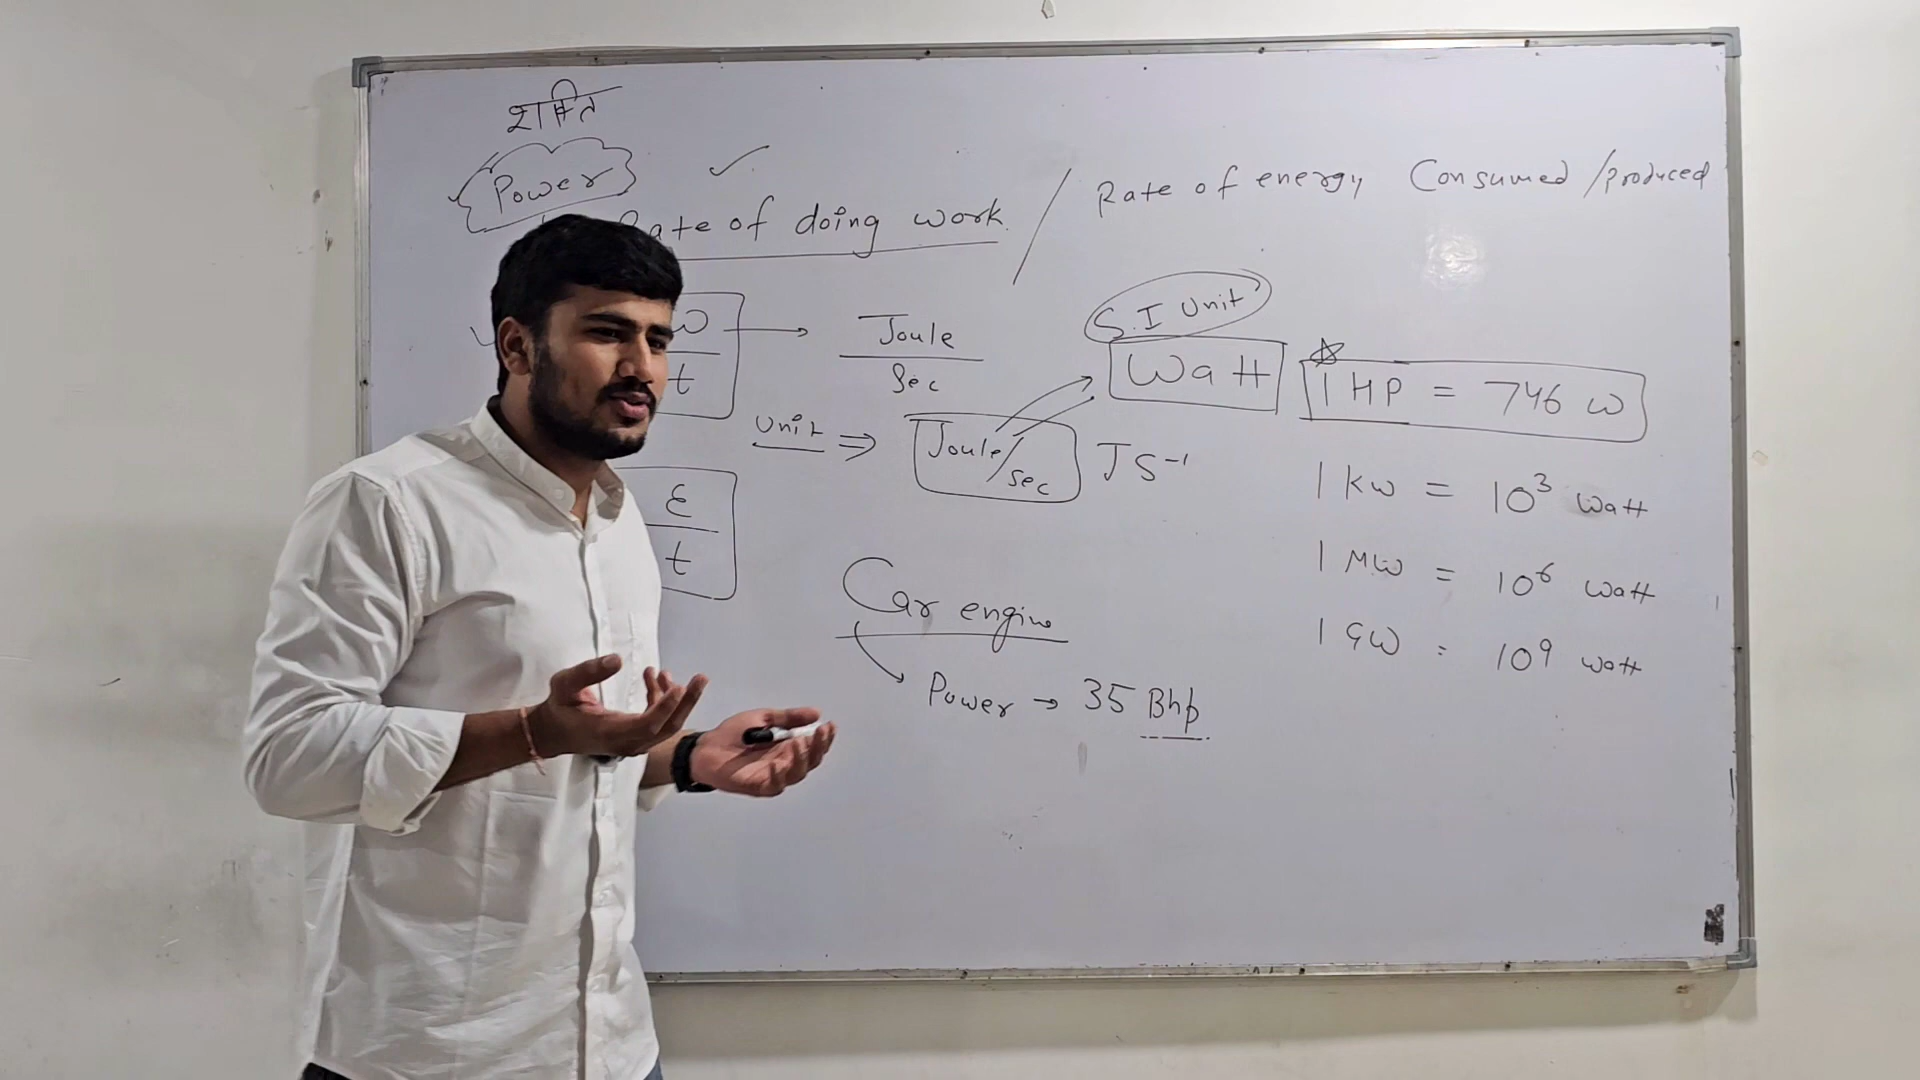 शक्ति
Power
Rate of doing work / Rate of energy Consumed / produced
W
t
Joule
Sec
S.I Unit
Watt
1 HP = 746 W
Unit ⇒ Joule/sec JS⁻¹
1 kW = 10³ Watt
E
t
1 MW = 10⁶ Watt
1 GW = 10⁹ Watt
Car engine
Power → 35 Bhp